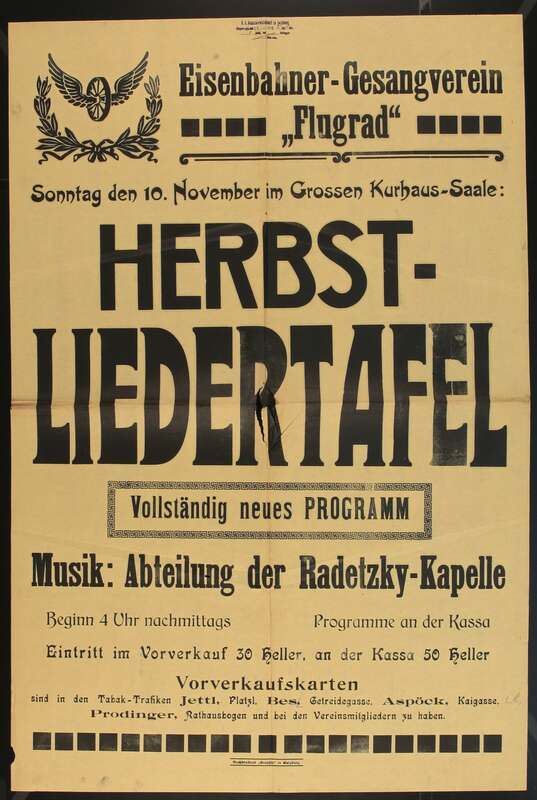 Eisenbahner-Gesangverein
„Flugrad“
Sonntag den 10. November im Grossen Kurhaus-Saale:
HERBST-
LIEDERTAFEL
Vollständig neues PROGRAMM
Musik: Abteilung der Radetzky-Kapelle
Beginn 4 Uhr nachmittags Programme an der Kassa
Eintritt im Vorverkauf 30 Heller, an der Kassa 50 Heller
Vorverkaufskarten
sind in den Tabak-Trafiken Jettl, Platzl, Bes, Getreidegasse, Aspöck, Kaigasse,
Prodinger, Rathausbogen und bei den Vereinsmitgliedern zu haben.